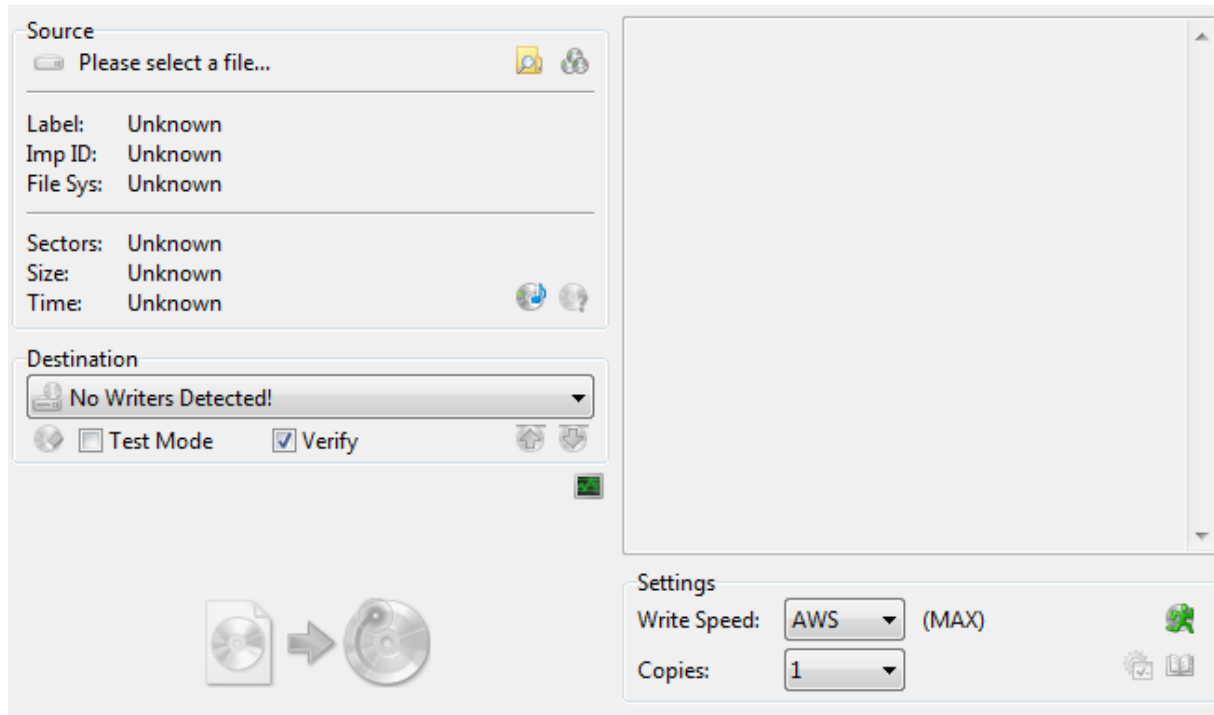 Source
Please select a file...
Label: Unknown
Imp ID: Unknown
File Sys: Unknown
Sectors: Unknown
Size: Unknown
Time: Unknown
Destination
No Writers Detected!
Test Mode Verify
Settings
Write Speed: AWS (MAX)
Copies: 1